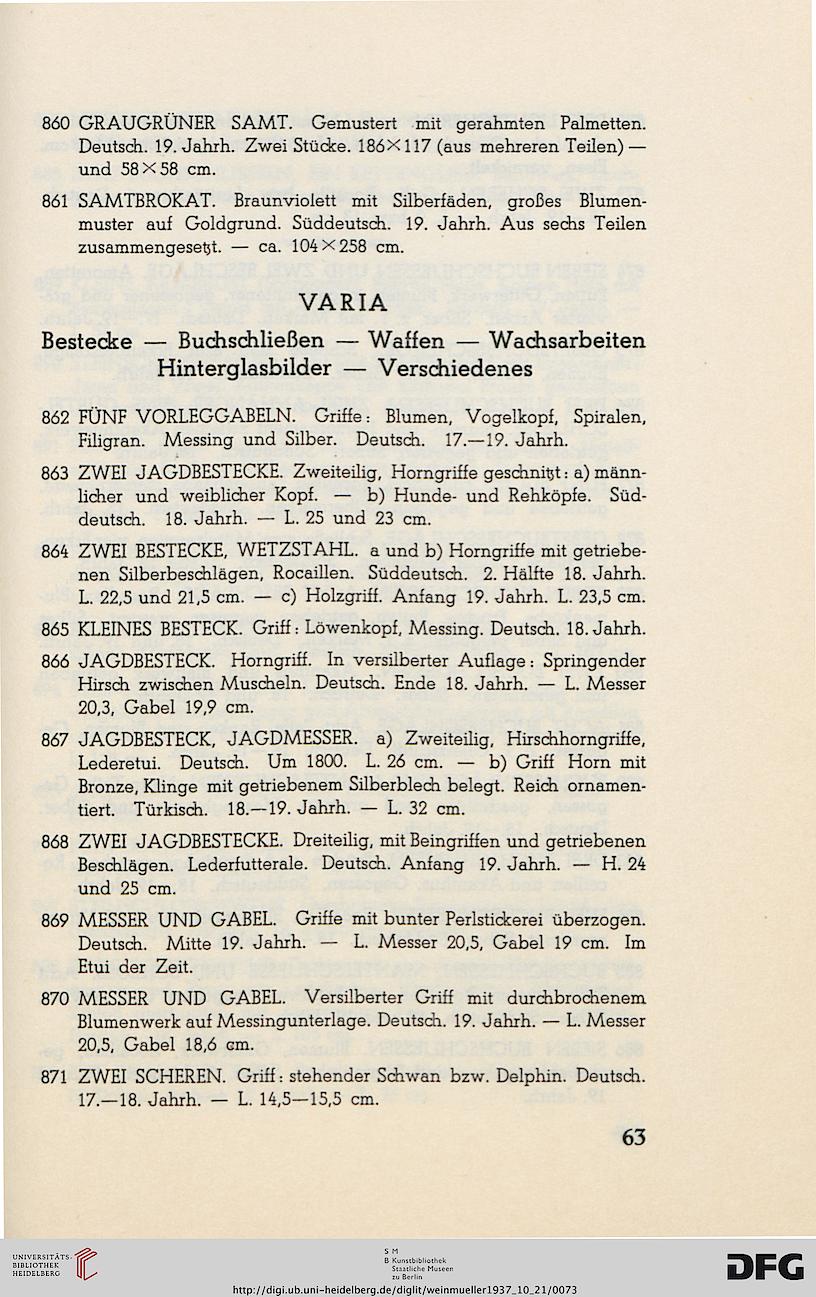 860 GRAUGRÜNER SAMT. Gemustert mit gerahmten Palmetten.
Deutsch. 19. Jahrh. Zwei Stücke. 186×117 (aus mehreren Teilen) —
und 58×58 cm.
861 SAMTBROKAT. Braunviolett mit Silberfäden, großes Blumen-
muster auf Goldgrund. Süddeutsch. 19. Jahrh. Aus sechs Teilen
zusammengesetzt. — ca. 104×258 cm.
VARIA
Bestecke — Buchschließen — Waffen — Wachsarbeiten
Hinterglasbilder — Verschiedenes
862 FÜNF VORLEGGABELN. Griffe: Blumen, Vogelkopf, Spiralen,
Filigran. Messing und Silber. Deutsch. 17.—19. Jahrh.
863 ZWEI JAGDBESTECKE. Zweiteilig, Horngriffe geschnitzt: a) männ-
licher und weiblicher Kopf. — b) Hunde- und Rehköpfe. Süd-
deutsch. 18. Jahrh. — L. 25 und 23 cm.
864 ZWEI BESTECKE, WETZSTAHL. a und b) Horngriffe mit getriebe-
nen Silberbeschlägen, Rocaillen. Süddeutsch. 2. Hälfte 18. Jahrh.
L. 22,5 und 21,5 cm. — c) Holzgriff. Anfang 19. Jahrh. L. 23,5 cm.
865 KLEINES BESTECK. Griff: Löwenkopf, Messing. Deutsch. 18. Jahrh.
866 JAGDBESTECK. Horngriff. In versilberter Auflage: Springender
Hirsch zwischen Muscheln. Deutsch. Ende 18. Jahrh. — L. Messer
20,3, Gabel 19,9 cm.
867 JAGDBESTECK, JAGDMESSER. a) Zweiteilig, Hirschhorngriffe,
Lederetui. Deutsch. Um 1800. L. 26 cm. — b) Griff Horn mit
Bronze, Klinge mit getriebenem Silberblech belegt. Reich ornamen-
tiert. Türkisch. 18.—19. Jahrh. — L. 32 cm.
868 ZWEI JAGDBESTECKE. Dreiteilig, mit Beingriffen und getriebenen
Beschlägen. Lederfutterale. Deutsch. Anfang 19. Jahrh. — H. 24
und 25 cm.
869 MESSER UND GABEL. Griffe mit bunter Perlstickerei überzogen.
Deutsch. Mitte 19. Jahrh. — L. Messer 20,5, Gabel 19 cm. Im
Etui der Zeit.
870 MESSER UND GABEL. Versilberter Griff mit durchbrochenem
Blumenwerk auf Messingunterlage. Deutsch. 19. Jahrh. — L. Messer
20,5, Gabel 18,6 cm.
871 ZWEI SCHEREN. Griff: stehender Schwan bzw. Delphin. Deutsch.
17.—18. Jahrh. — L. 14,5—15,5 cm.
63
UNIVERSITÄTS-
BIBLIOTHEK
HEIDELBERG
S M
B Kunstbibliothek
Staatliche Museen
zu Berlin
DFG
http://digi.ub.uni-heidelberg.de/diglit/weinmueller1937_10_21/0073